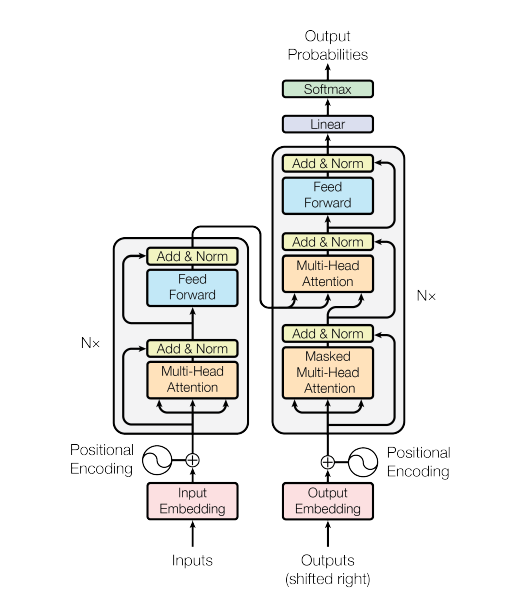 Output
Probabilities
Softmax
Linear
Add & Norm
Feed
Forward
Add & Norm
Multi-Head
Attention
Add & Norm
Masked
Multi-Head
Attention
N×
Add & Norm
Feed
Forward
Add & Norm
Multi-Head
Attention
N×
Positional
Encoding
Positional
Encoding
Input
Embedding
Output
Embedding
Inputs
Outputs
(shifted right)